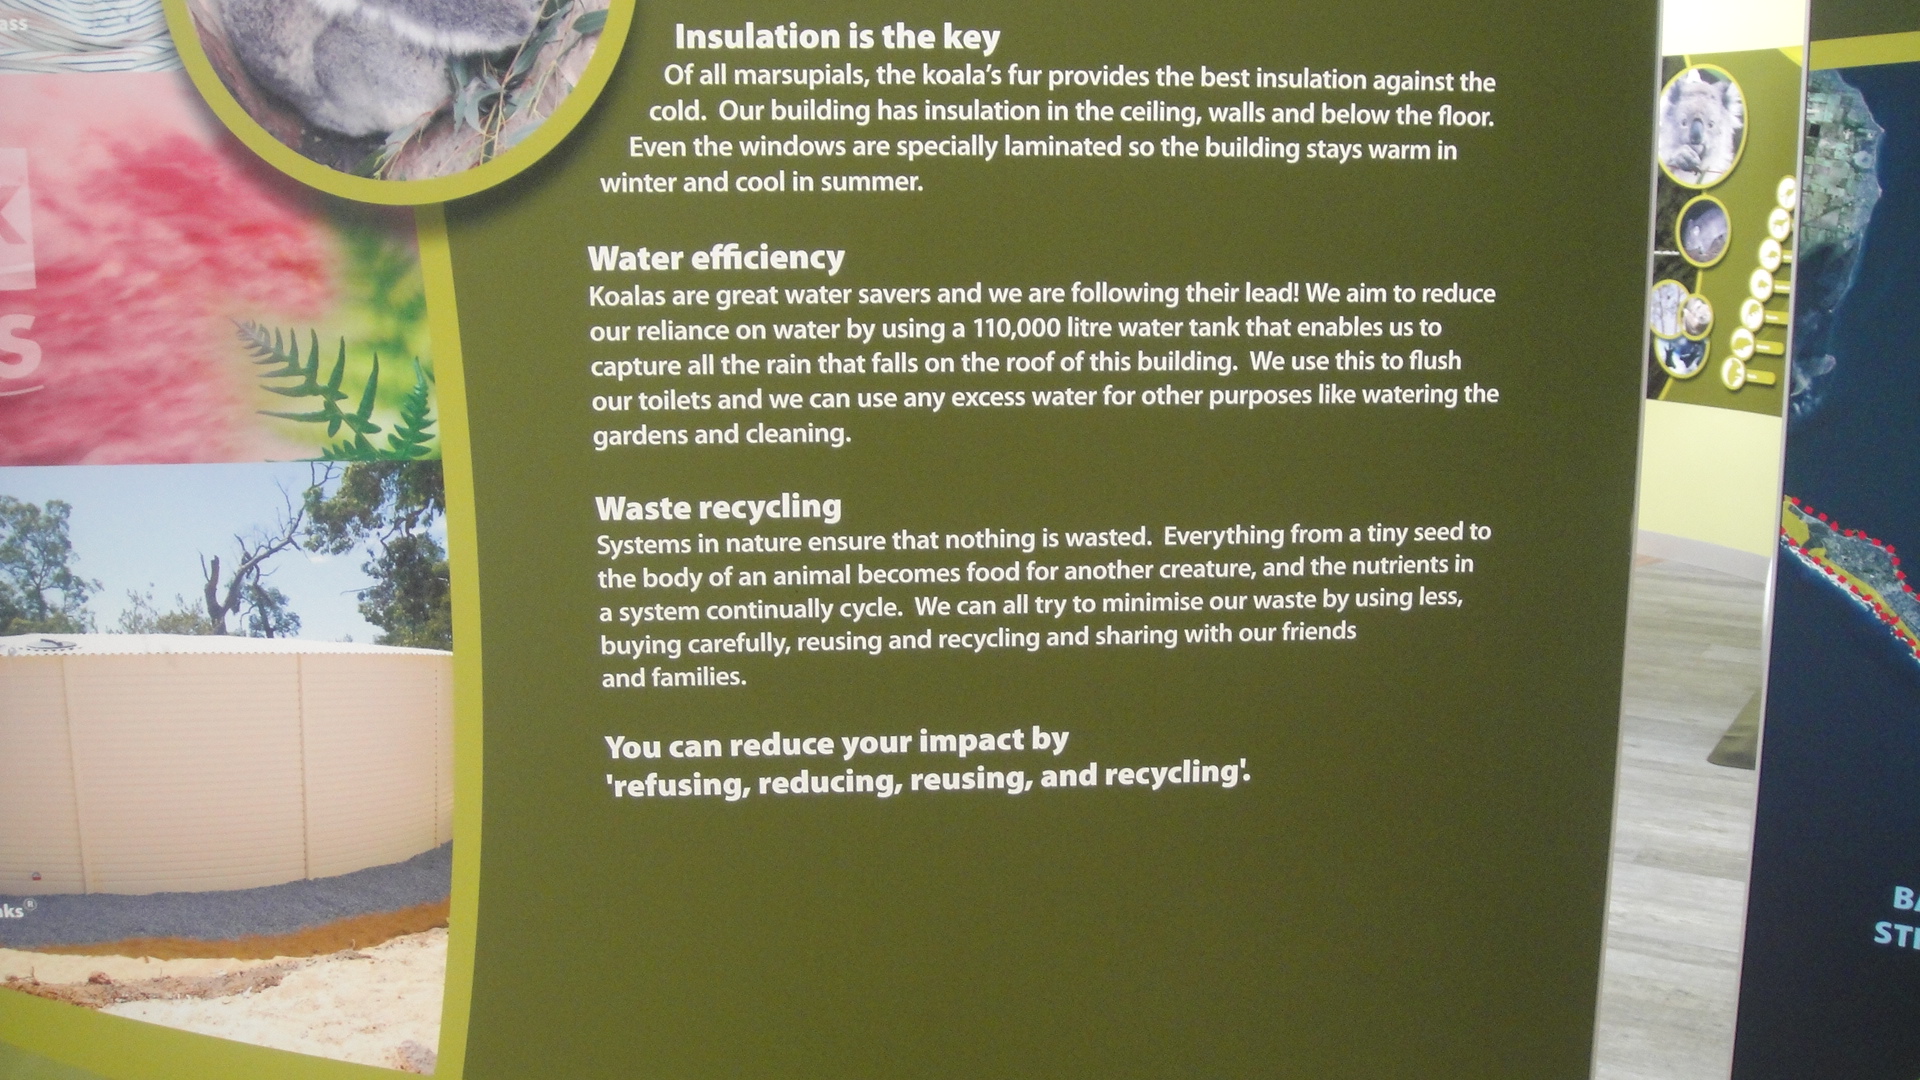 ass
Insulation is the key
Of all marsupials, the koala's fur provides the best insulation against the
cold. Our building has insulation in the ceiling, walls and below the floor.
Even the windows are specially laminated so the building stays warm in
winter and cool in summer.
Water efficiency
Koalas are great water savers and we are following their lead! We aim to reduce
our reliance on water by using a 110,000 litre water tank that enables us to
capture all the rain that falls on the roof of this building. We use this to flush
our toilets and we can use any excess water for other purposes like watering the
gardens and cleaning.
Waste recycling
Systems in nature ensure that nothing is wasted. Everything from a tiny seed to
the body of an animal becomes food for another creature, and the nutrients in
a system continually cycle. We can all try to minimise our waste by using less,
buying carefully, reusing and recycling and sharing with our friends
and families.
You can reduce your impact by
'refusing, reducing, reusing, and recycling'.
K
S
nks®
BA
STE